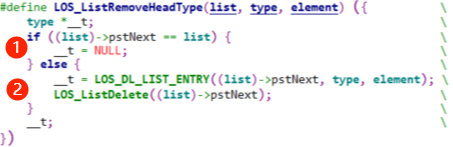 #define LOS_ListRemoveHeadType(list, type, element) ({ \
type *__t; \
1 if ((list)->pstNext == list) { \
__t = NULL; \
} else { \
__t = LOS_DL_LIST_ENTRY((list)->pstNext, type, element); \
2 LOS_ListDelete((list)->pstNext); \
} \
__t; \
})